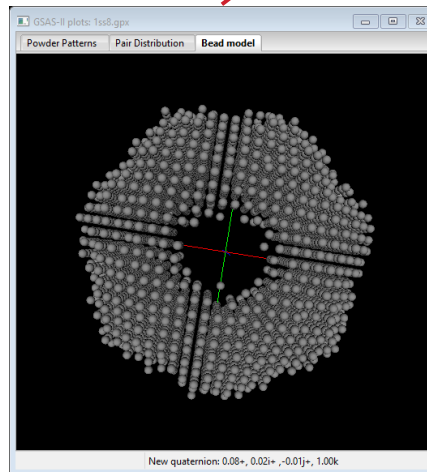 GSAS-II plots: 1ss8.gpx
Powder Patterns Pair Distribution Bead model
New quaternion: 0.08+, 0.02i+ ,-0.01j+, 1.00k